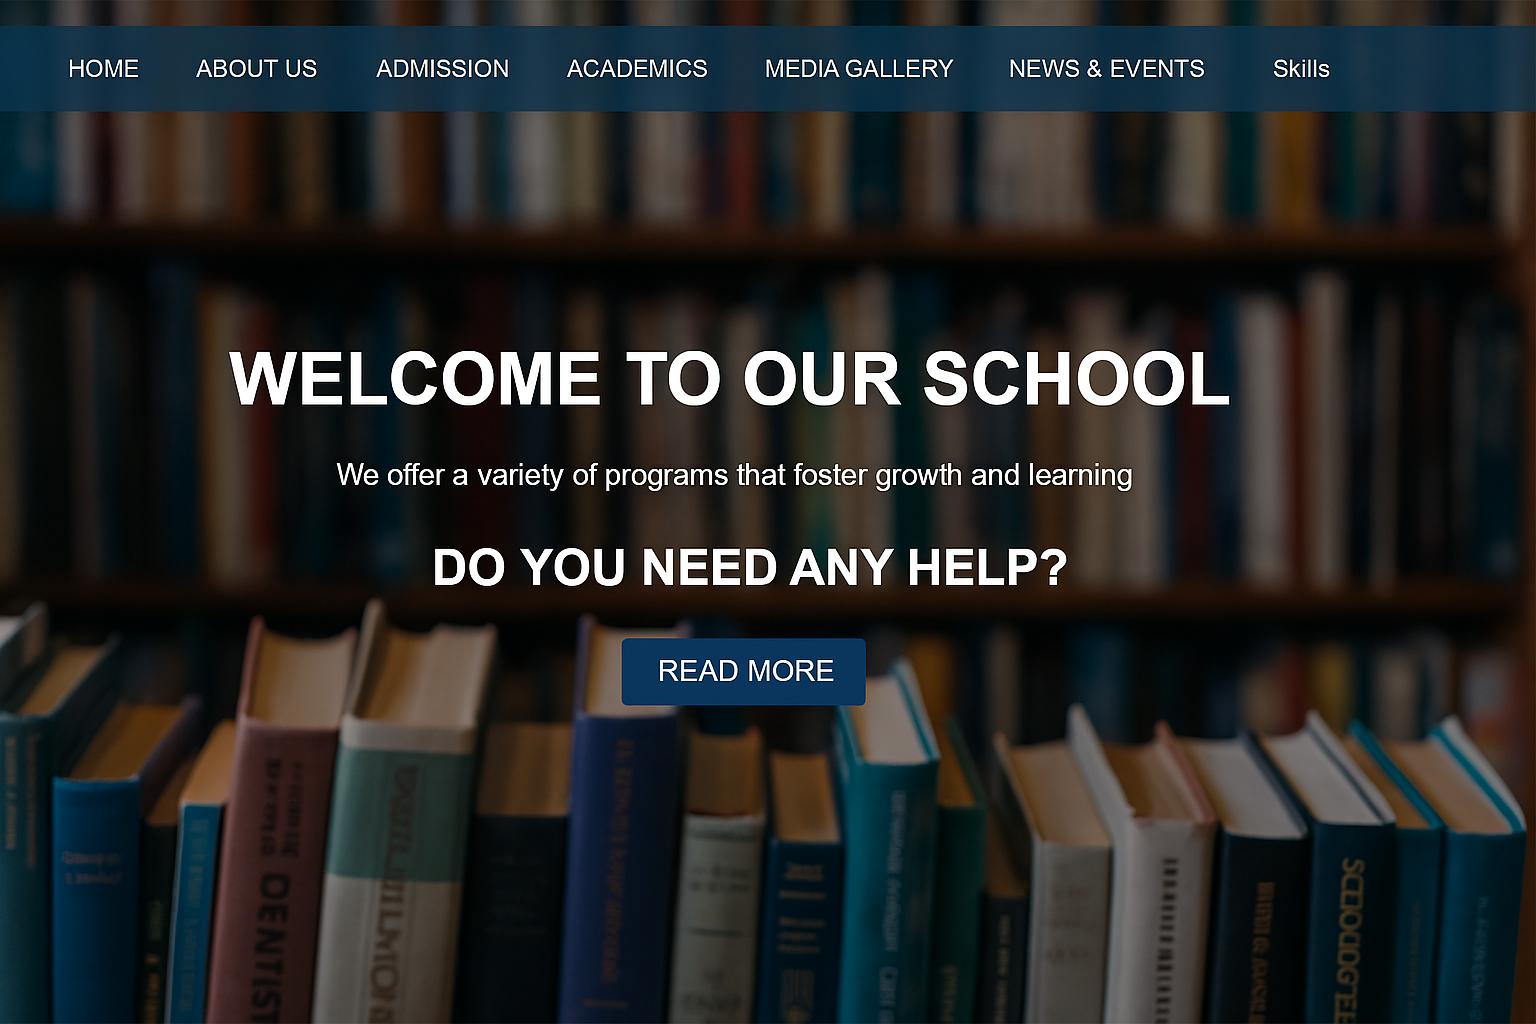 HOME ABOUT US ADMISSION ACADEMICS MEDIA GALLERY NEWS & EVENTS Skills
WELCOME TO OUR SCHOOL
We offer a variety of programs that foster growth and learning
DO YOU NEED ANY HELP?
READ MORE